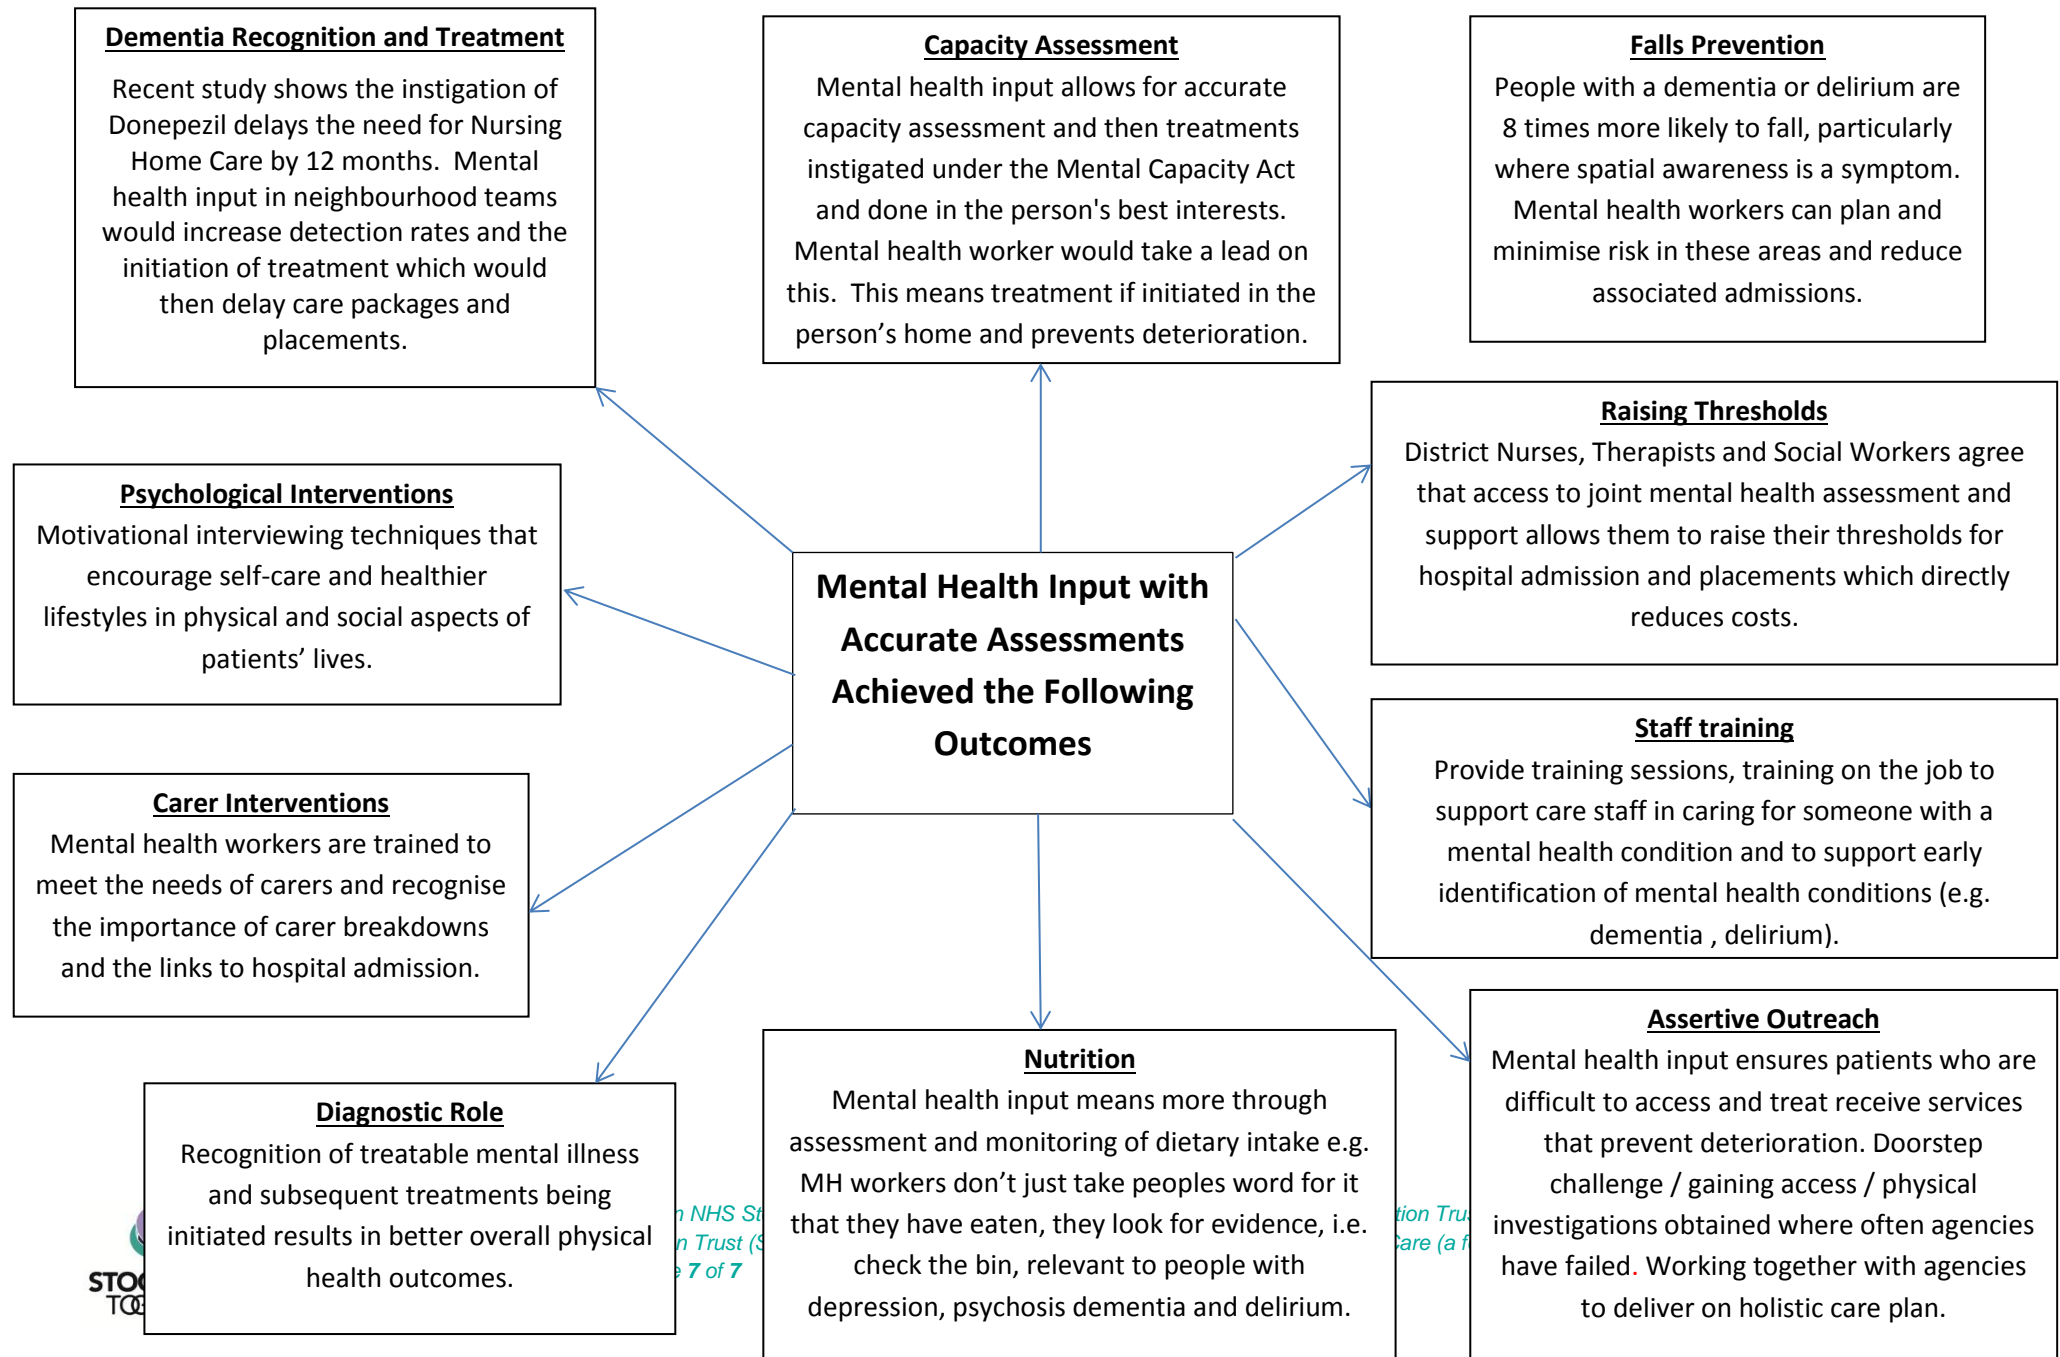 Dementia Recognition and Treatment
Recent study shows the instigation of
Donepezil delays the need for Nursing
Home Care by 12 months.  Mental
health input in neighbourhood teams
would increase detection rates and the
initiation of treatment which would
then delay care packages and
placements.
Capacity Assessment
Mental health input allows for accurate
capacity assessment and then treatments
instigated under the Mental Capacity Act
and done in the person's best interests.
Mental health worker would take a lead on
this.  This means treatment if initiated in the
person’s home and prevents deterioration.
Falls Prevention
People with a dementia or delirium are
8 times more likely to fall, particularly
where spatial awareness is a symptom.
Mental health workers can plan and
minimise risk in these areas and reduce
associated admissions.
Raising Thresholds
District Nurses, Therapists and Social Workers agree
that access to joint mental health assessment and
support allows them to raise their thresholds for
hospital admission and placements which directly
reduces costs.
Psychological Interventions
Motivational interviewing techniques that
encourage self-care and healthier
lifestyles in physical and social aspects of
patients’ lives.
Mental Health Input with
Accurate Assessments
Achieved the Following
Outcomes
Staff training
Provide training sessions, training on the job to
support care staff in caring for someone with a
mental health condition and to support early
identification of mental health conditions (e.g.
dementia , delirium).
Carer Interventions
Mental health workers are trained to
meet the needs of carers and recognise
the importance of carer breakdowns
and the links to hospital admission.
Diagnostic Role
Recognition of treatable mental illness
and subsequent treatments being
initiated results in better overall physical
health outcomes.
Nutrition
Mental health input means more through
assessment and monitoring of dietary intake e.g.
MH workers don’t just take peoples word for it
that they have eaten, they look for evidence, i.e.
check the bin, relevant to people with
depression, psychosis dementia and delirium.
Assertive Outreach
Mental health input ensures patients who are
difficult to access and treat receive services
that prevent deterioration. Doorstep
challenge / gaining access / physical
investigations obtained where often agencies
have failed. Working together with agencies
to deliver on holistic care plan.
NHS
Trust
7 of 7
Care (a